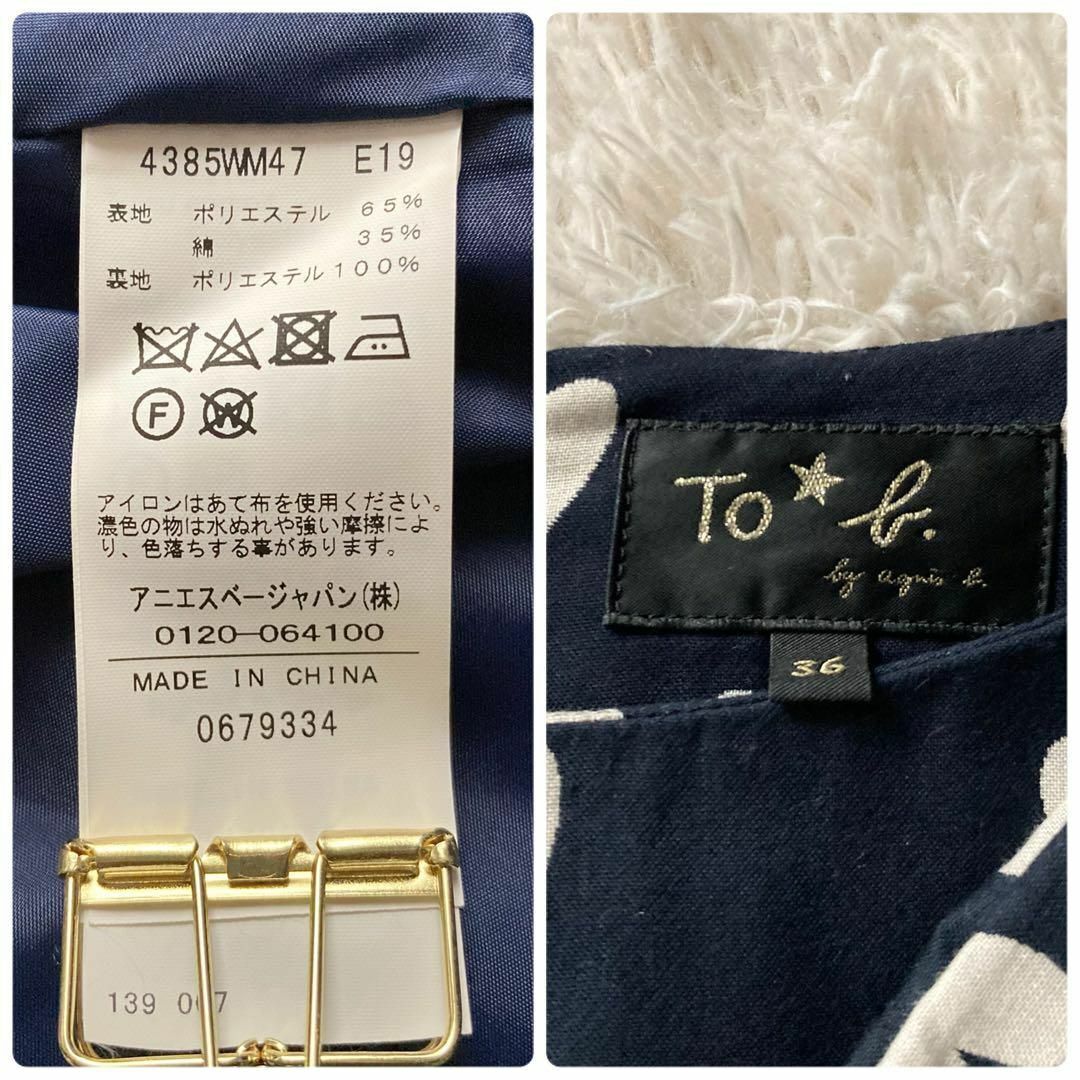 4385WM47 E19
表地 ポリエステル 65%
綿 35%
裏地 ポリエステル 100%
F W
アイロンはあて布を使用ください。
濃色の物は水ぬれや強い摩擦によ
り、色落ちする事があります。
アニエスベージャパン(株)
0120-064100
MADE IN CHINA
0679334
139
To★b.
by agnès b.
36